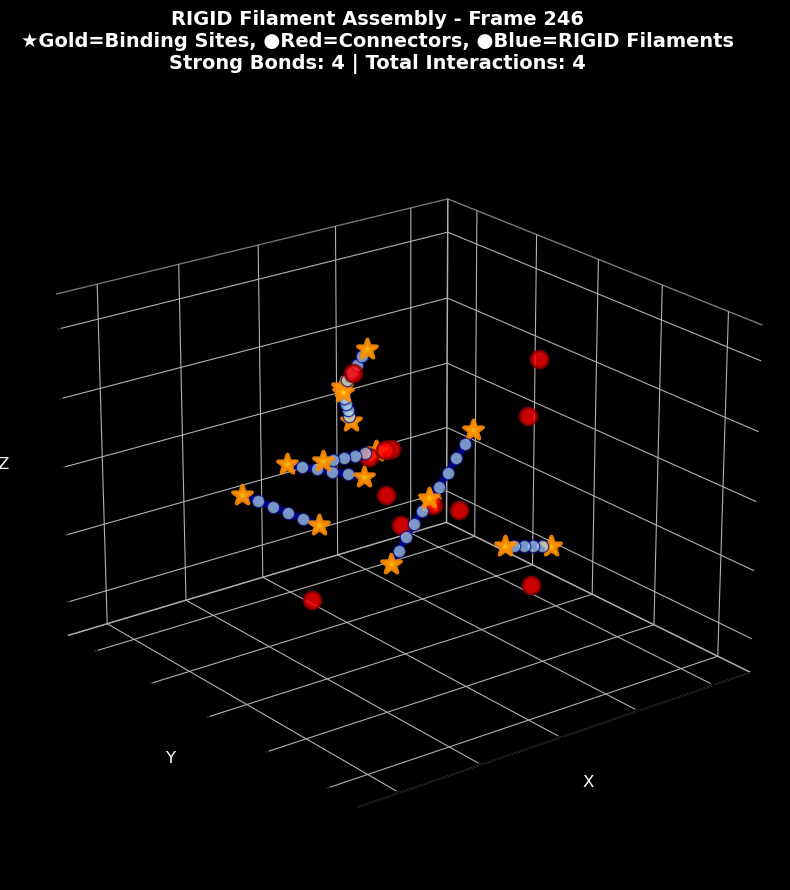 RIGID Filament Assembly - Frame 246
★Gold=Binding Sites, ●Red=Connectors, ●Blue=RIGID Filaments
Strong Bonds: 4 | Total Interactions: 4
Z
Y
X